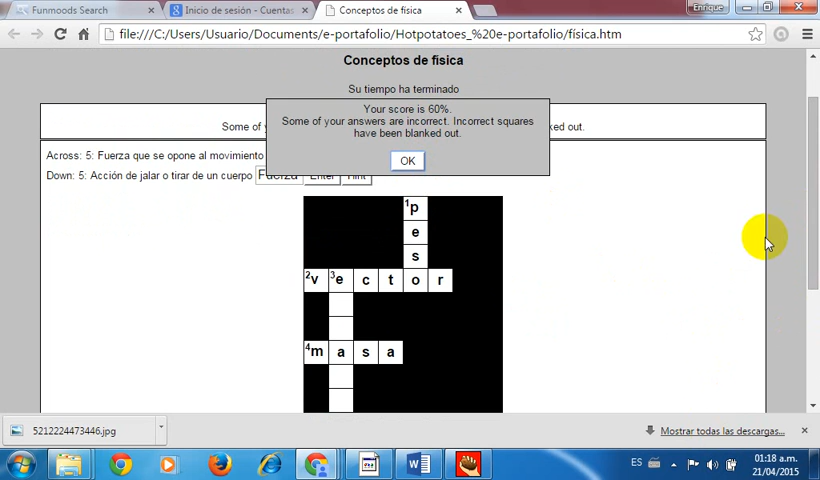 Funmoods Search
Inicio de sesión - Cuentas
Conceptos de física
Enrique
file:///C:/Users/Usuario/Documents/e-portafolio/Hotpotatoes_%20e-portafolio/física.htm
Conceptos de física
Su tiempo ha terminado
Your score is 60%.
Some of your answers are incorrect. Incorrect squares
have been blanked out.
OK
Some of
ked out.
Across: 5: Fuerza que se opone al movimiento
Down: 5: Acción de jalar o tirar de un cuerpo Fuerza Enter Hint
1 p
e
s
2 v 3 e c t o r
4 m a s a
5212224473446.jpg
Mostrar todas las descargas...
ES
01:18 a.m.
21/04/2015